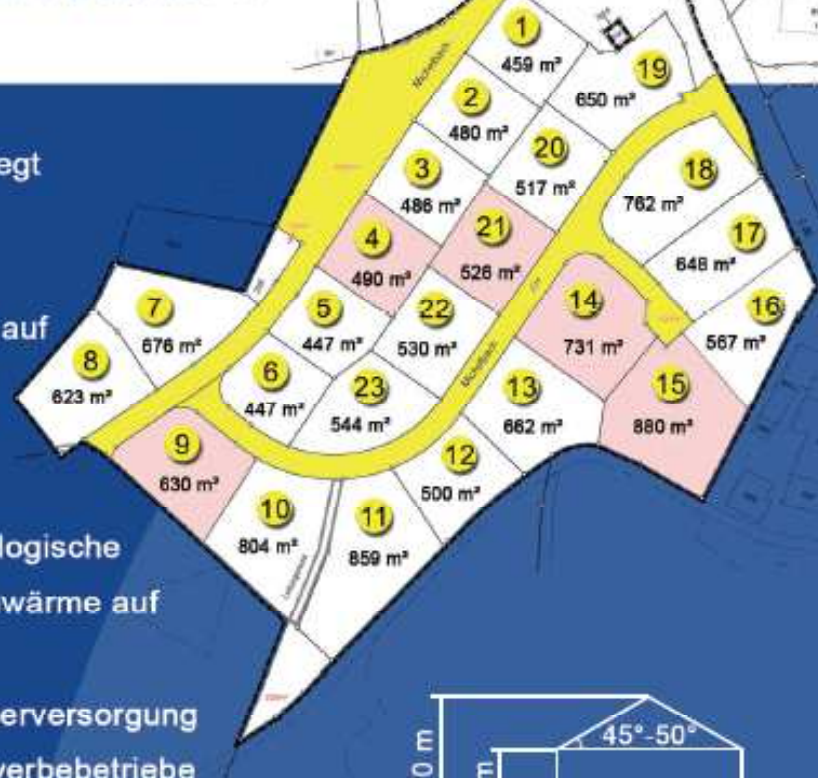 egt
auf
logische
wärme auf
erversorgung
verbebetriebe
1
459 m²
2
480 m²
3
486 m²
4
490 m²
5
447 m²
6
447 m²
7
676 m²
8
623 m²
9
630 m²
10
804 m²
11
859 m²
12
500 m²
13
662 m²
14
731 m²
15
880 m²
16
567 m²
17
648 m²
18
762 m²
19
650 m²
20
517 m²
21
526 m²
22
530 m²
23
544 m²
Michelbach
Michelbach
45°-50°
0 m
m